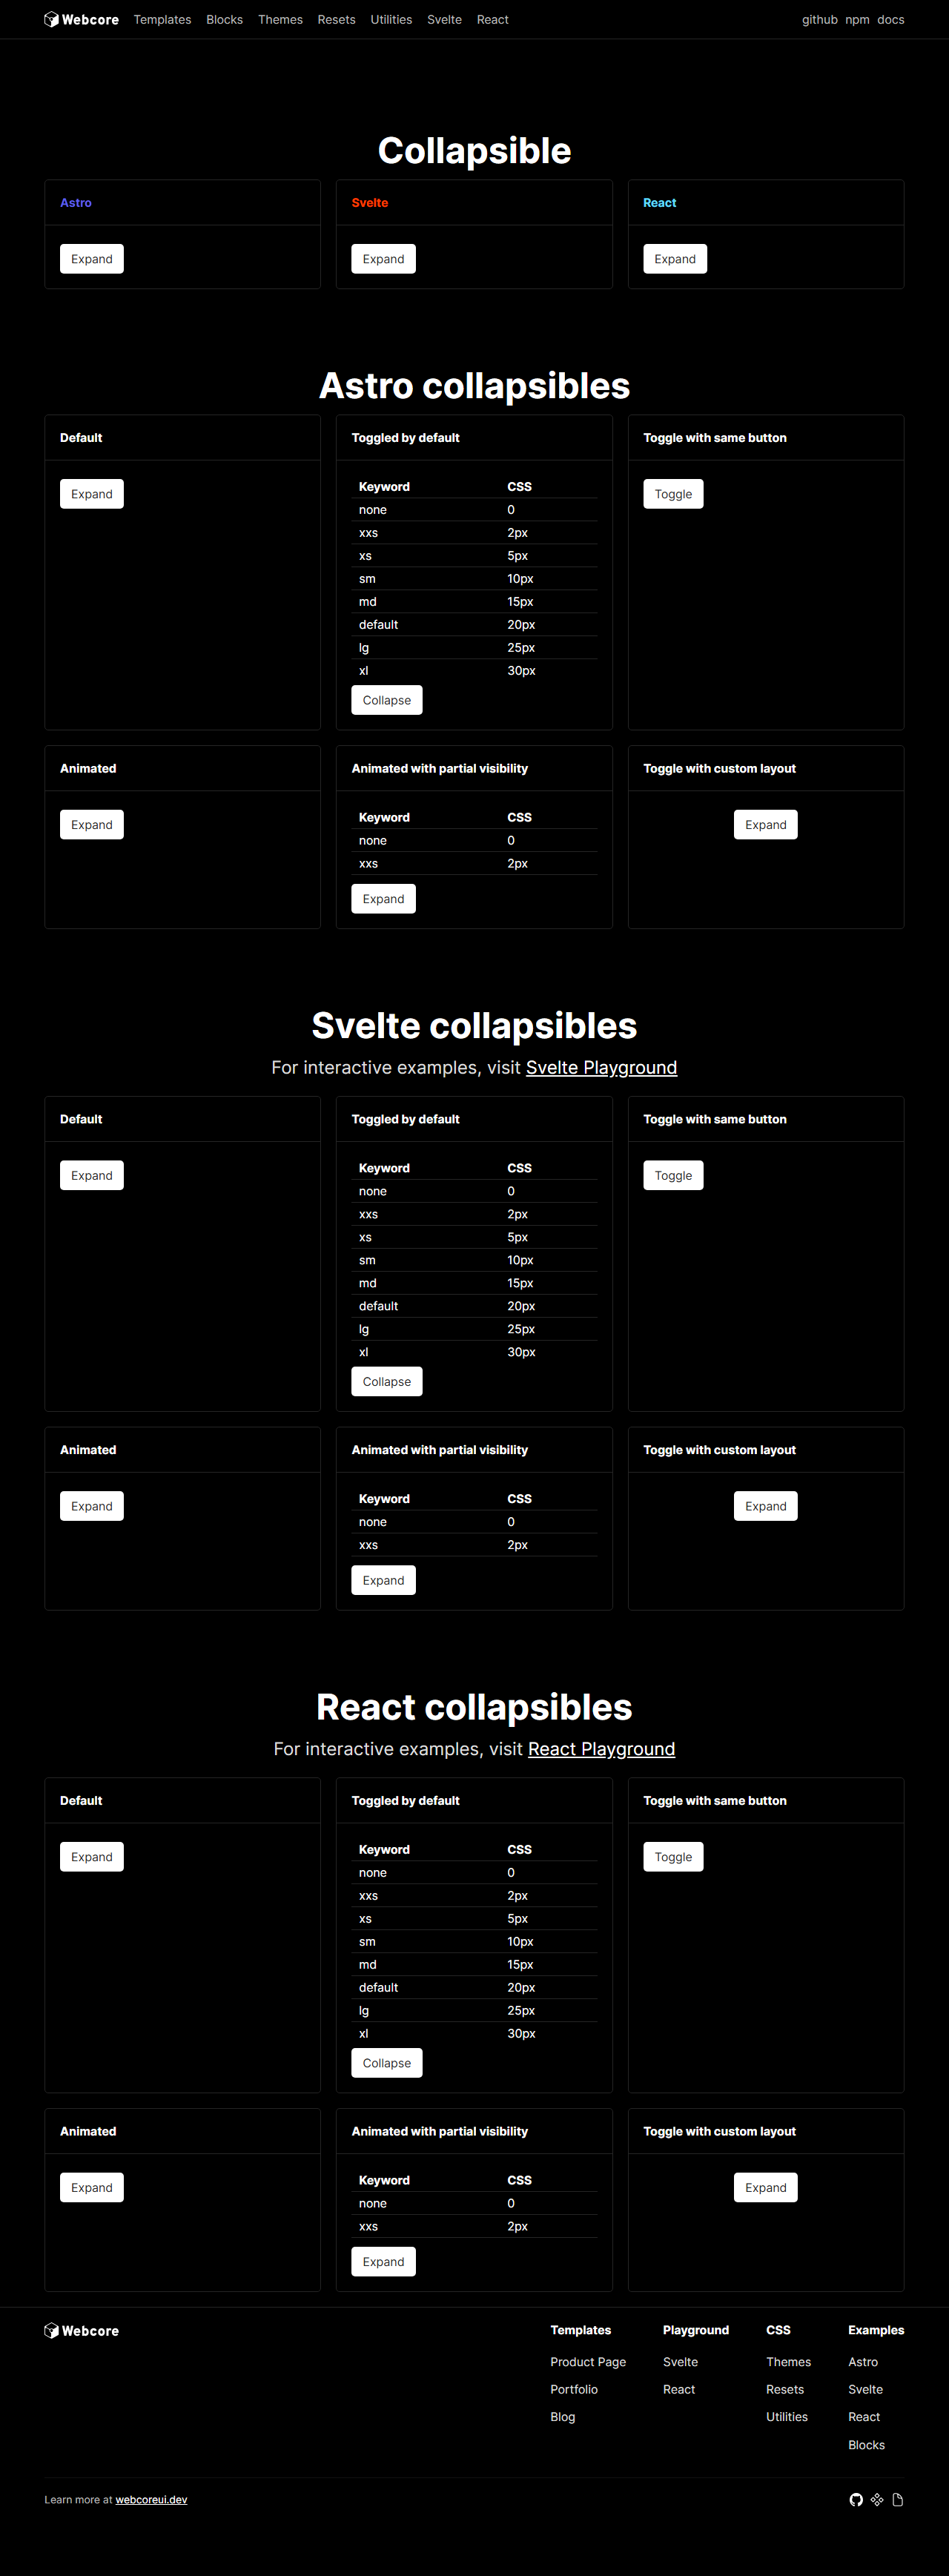 Webcore Templates Blocks Themes Resets Utilities Svelte React github npm docs
Collapsible
Astro Svelte React
Expand Expand Expand
Astro collapsibles
Default Toggled by default Toggle with same button
Expand Keyword CSS Toggle
none 0
xxs 2px
xs 5px
sm 10px
md 15px
default 20px
lg 25px
xl 30px
Collapse
Animated Animated with partial visibility Toggle with custom layout
Expand Keyword CSS Expand
none 0
xxs 2px
Expand
Svelte collapsibles
For interactive examples, visit Svelte Playground
Default Toggled by default Toggle with same button
Expand Keyword CSS Toggle
none 0
xxs 2px
xs 5px
sm 10px
md 15px
default 20px
lg 25px
xl 30px
Collapse
Animated Animated with partial visibility Toggle with custom layout
Expand Keyword CSS Expand
none 0
xxs 2px
Expand
React collapsibles
For interactive examples, visit React Playground
Default Toggled by default Toggle with same button
Expand Keyword CSS Toggle
none 0
xxs 2px
xs 5px
sm 10px
md 15px
default 20px
lg 25px
xl 30px
Collapse
Animated Animated with partial visibility Toggle with custom layout
Expand Keyword CSS Expand
none 0
xxs 2px
Expand
Webcore Templates Playground CSS Examples
Product Page Svelte Themes Astro
Portfolio React Resets Svelte
Blog Utilities React
Blocks
Learn more at webcoreui.dev